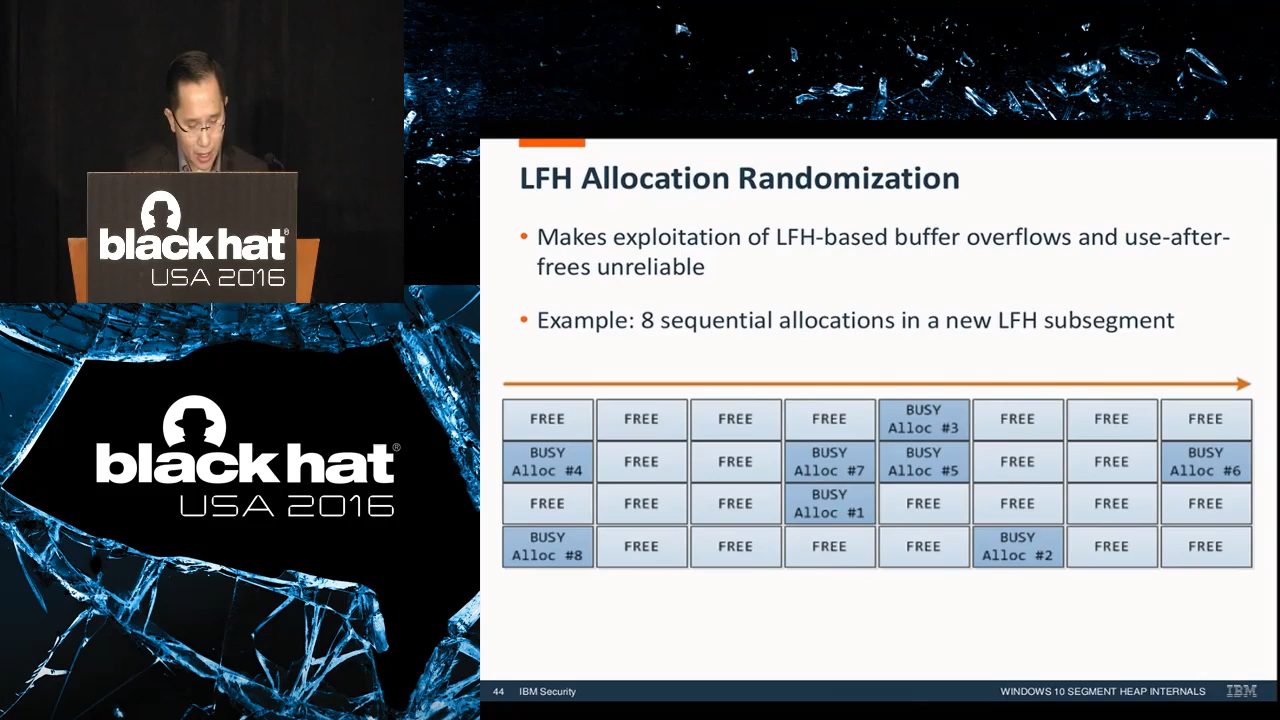 black hat®
USA 2016
black hat®
USA 2016
LFH Allocation Randomization
• Makes exploitation of LFH-based buffer overflows and use-after-
frees unreliable
• Example: 8 sequential allocations in a new LFH subsegment
FREE FREE FREE FREE BUSY Alloc #3 FREE FREE FREE
BUSY Alloc #4 FREE FREE BUSY Alloc #7 BUSY Alloc #5 FREE FREE BUSY Alloc #6
FREE FREE FREE BUSY Alloc #1 FREE FREE FREE FREE
BUSY Alloc #8 FREE FREE FREE FREE BUSY Alloc #2 FREE FREE
44 IBM Security WINDOWS 10 SEGMENT HEAP INTERNALS IBM